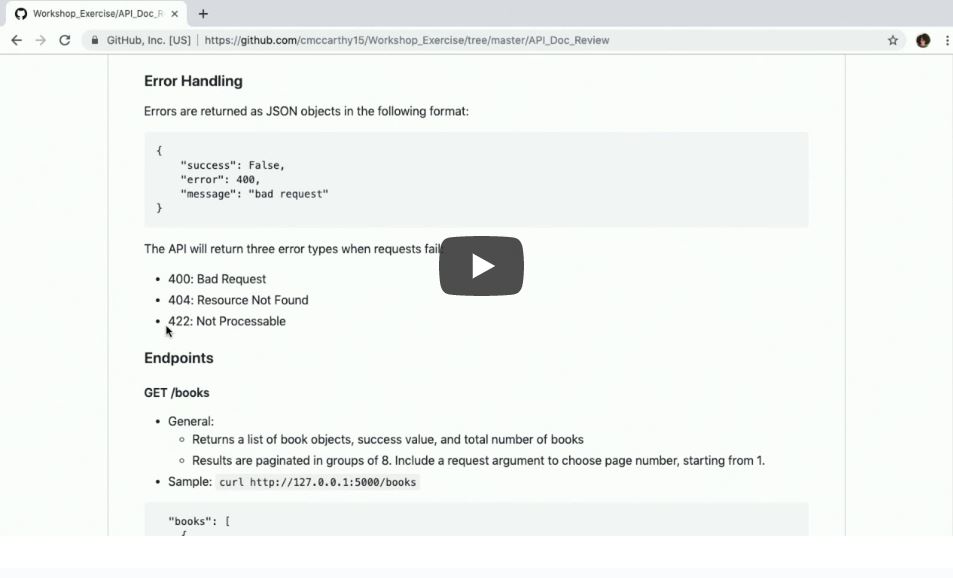 Workshop_Exercise/API_Doc_R
GitHub, Inc. [US] | https://github.com/cmccarthy15/Workshop_Exercise/tree/master/API_Doc_Review
Error Handling
Errors are returned as JSON objects in the following format:
{
"success": False,
"error": 400,
"message": "bad request"
}
The API will return three error types when requests fail
• 400: Bad Request
• 404: Resource Not Found
• 422: Not Processable
Endpoints
GET /books
• General:
◦ Returns a list of book objects, success value, and total number of books
◦ Results are paginated in groups of 8. Include a request argument to choose page number, starting from 1.
• Sample: curl http://127.0.0.1:5000/books
"books": [
{